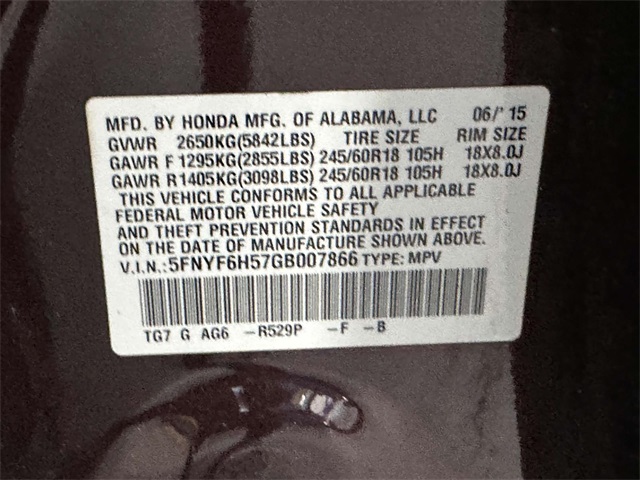 MFD. BY HONDA MFG. OF ALABAMA, LLC 06/'15
GVWR 2650KG(5842LBS) TIRE SIZE RIM SIZE
GAWR F 1295KG(2855LBS) 245/60R18 105H 18X8.0J
GAWR R1405KG(3098LBS) 245/60R18 105H 18X8.0J
THIS VEHICLE CONFORMS TO ALL APPLICABLE
FEDERAL MOTOR VEHICLE SAFETY
AND THEFT PREVENTION STANDARDS IN EFFECT
ON THE DATE OF MANUFACTURE SHOWN ABOVE.
V.I.N.:5FNYF6H57GB007866 TYPE: MPV
TG7 G AG6 -R529P -F -B